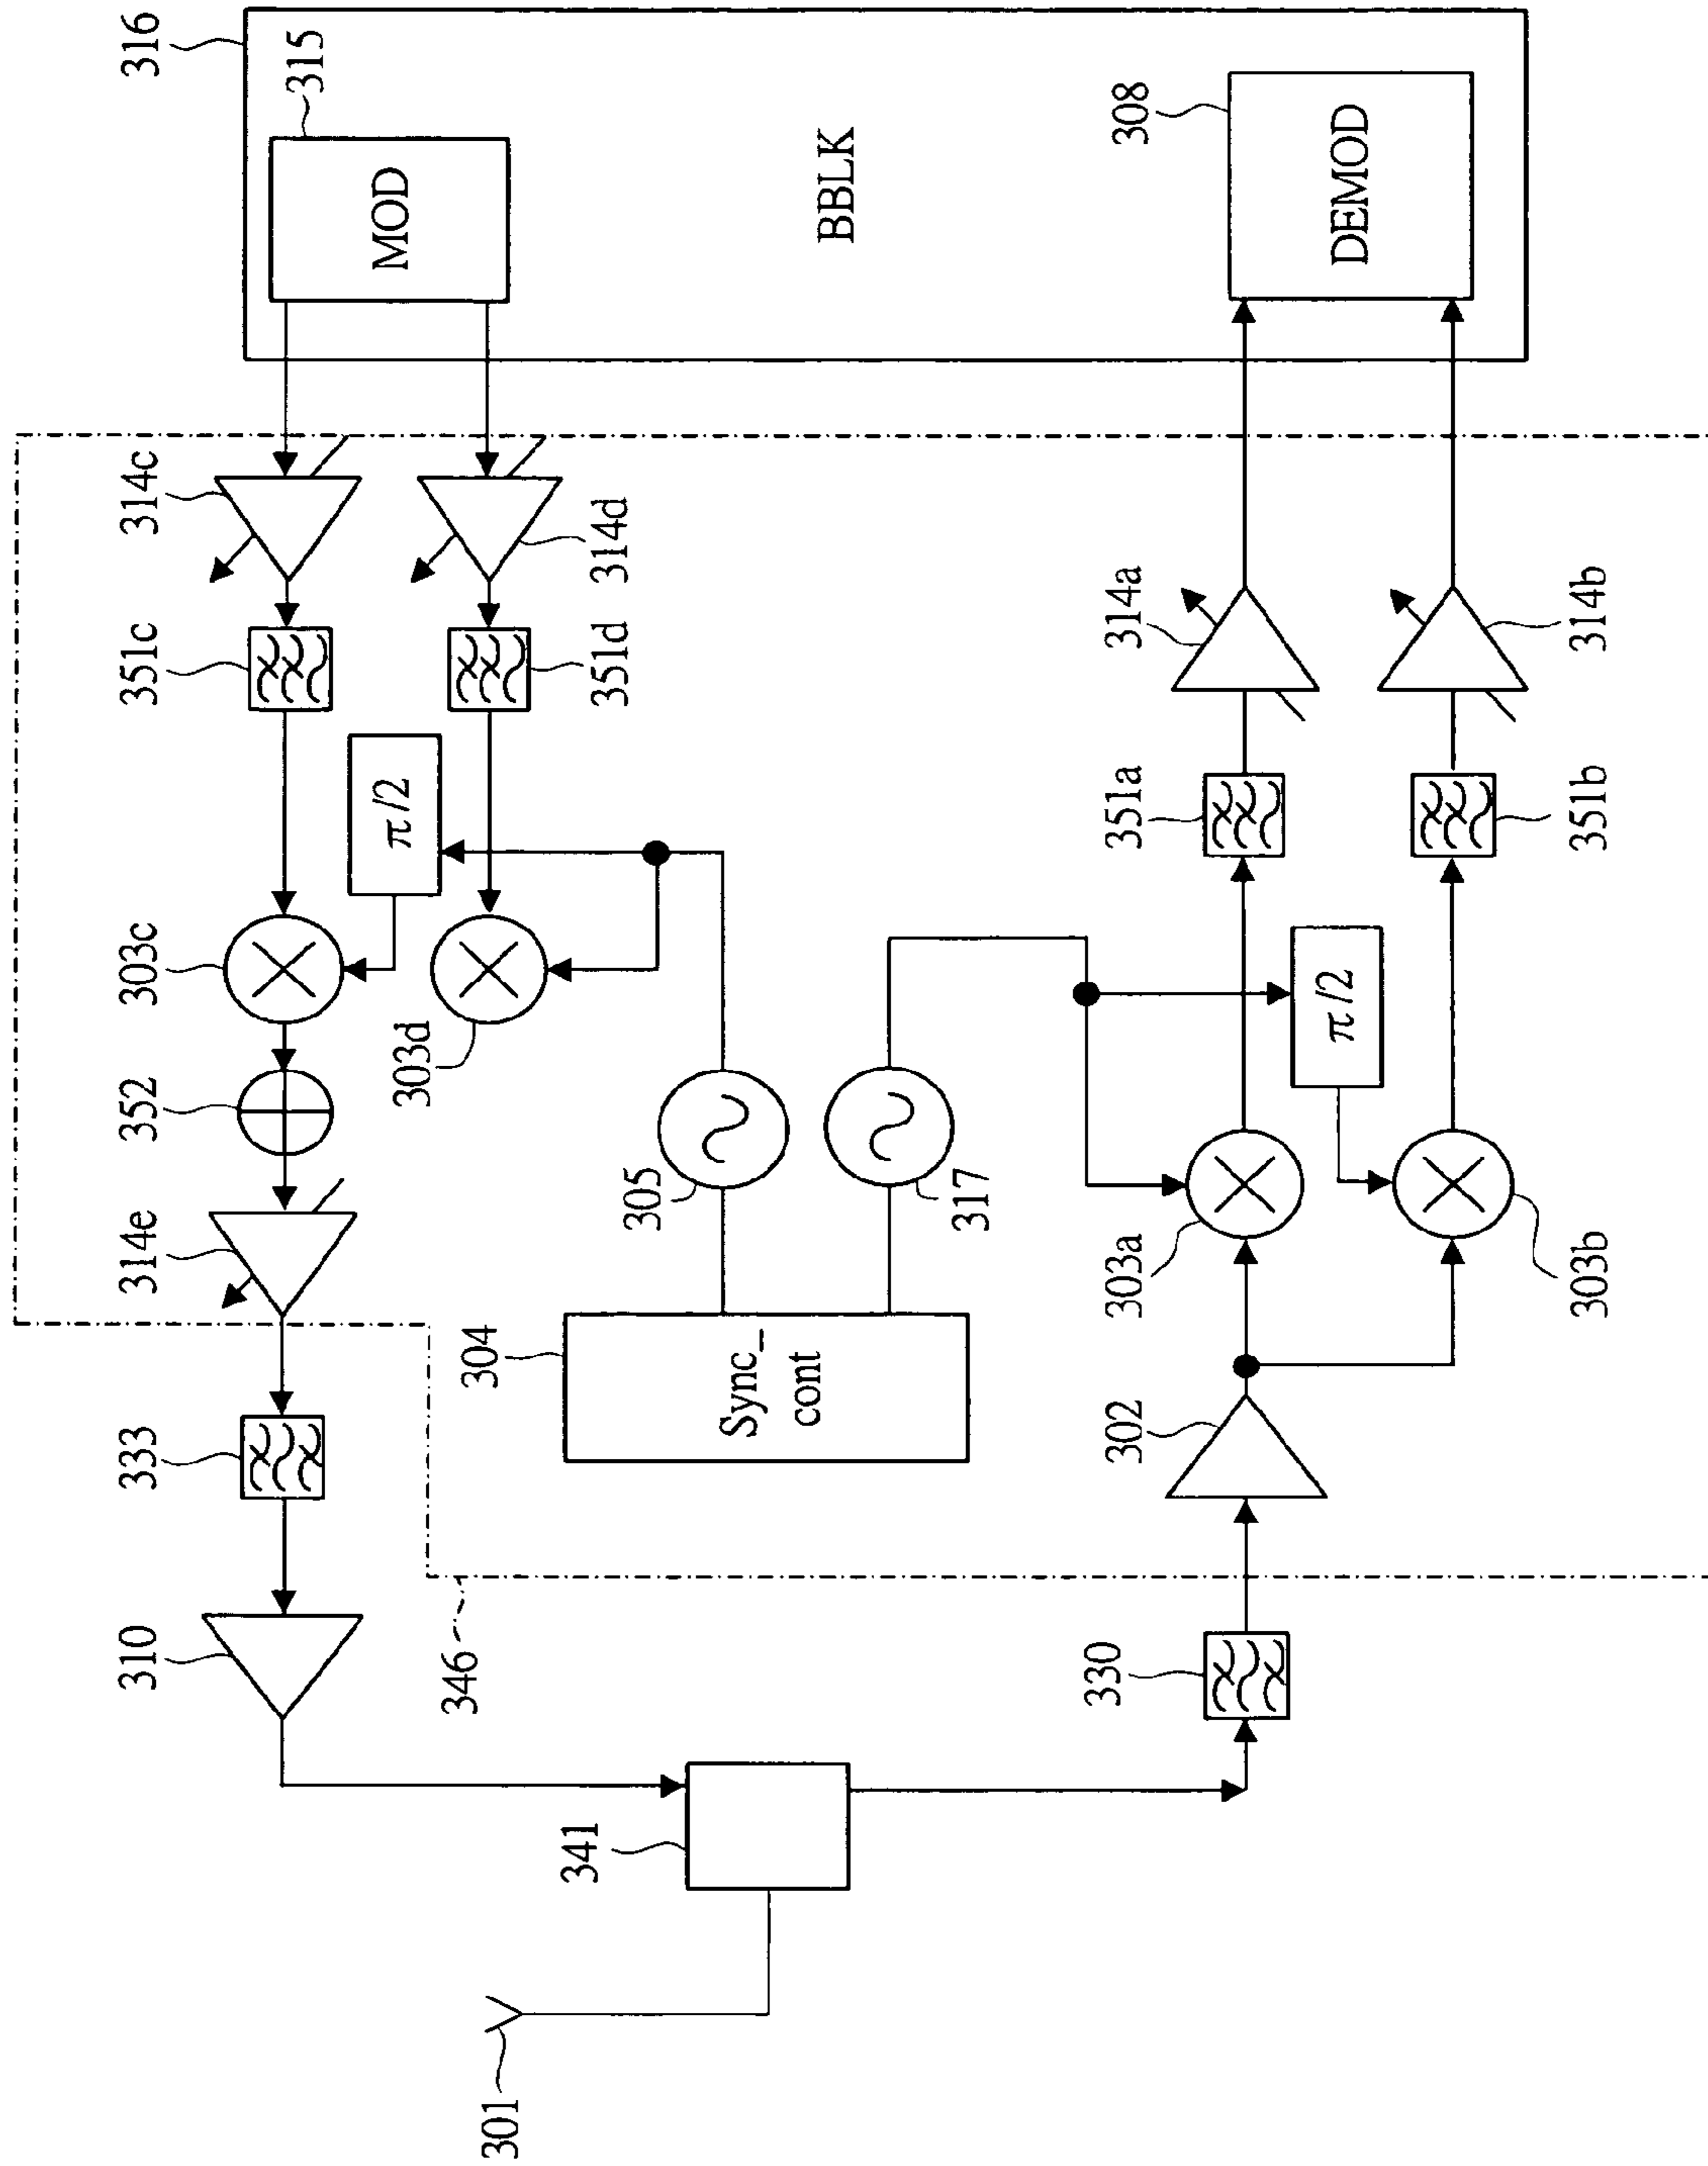 316
315
MOD
BBLK
308
DEMOD
314c
314d
314a
314b
351c
351d
351a
351b
π/2
303c
303d
π/2
352
305
317
303a
303b
314e
304
Sync_
cont
302
333
310
346
330
341
301